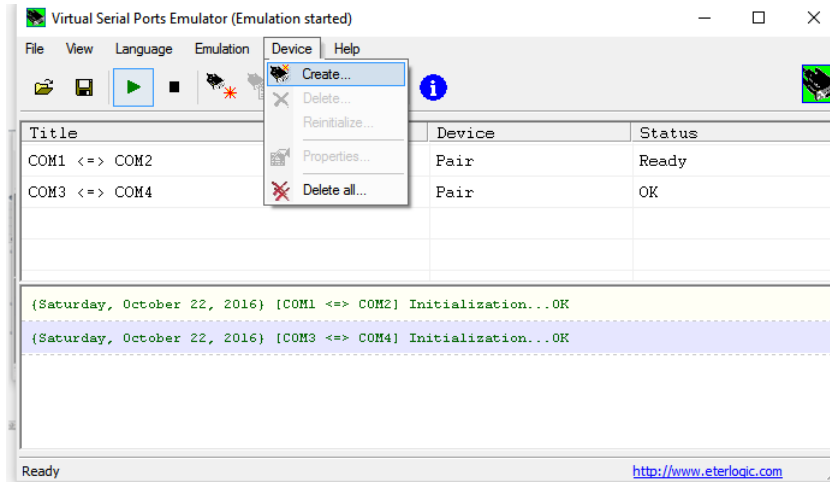 Virtual Serial Ports Emulator (Emulation started)
File View Language Emulation Device Help
Create...
Delete...
Reinitialize...
Properties...
Delete all...
Title Device Status
COM1 <=> COM2 Pair Ready
COM3 <=> COM4 Pair OK
{Saturday, October 22, 2016} [COM1 <=> COM2] Initialization...OK
{Saturday, October 22, 2016} [COM3 <=> COM4] Initialization...OK
Ready http://www.eterlogic.com